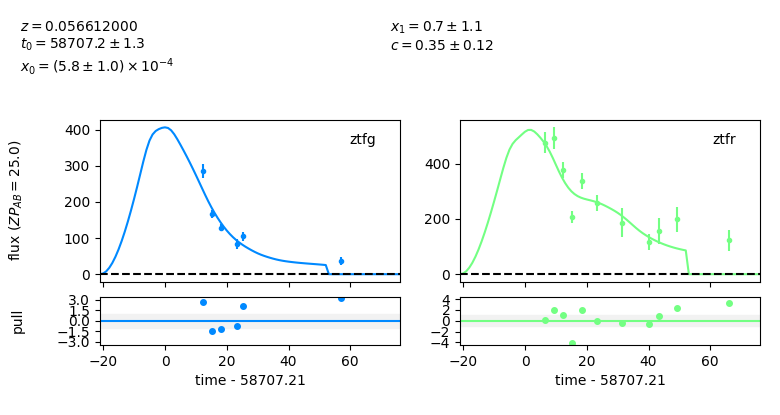 z = 0.056612000
t₀ = 58707.2 ± 1.3
x₀ = (5.8 ± 1.0) × 10⁻⁴
x₁ = 0.7 ± 1.1
c = 0.35 ± 0.12
flux (ZP_AB = 25.0)
400
300
200
100
0
ztfg
400
200
0
ztfr
pull
3.0
1.5
0.0
−1.5
−3.0
−20 0 20 40 60
time - 58707.21
4
2
0
−2
−4
−20 0 20 40 60
time - 58707.21